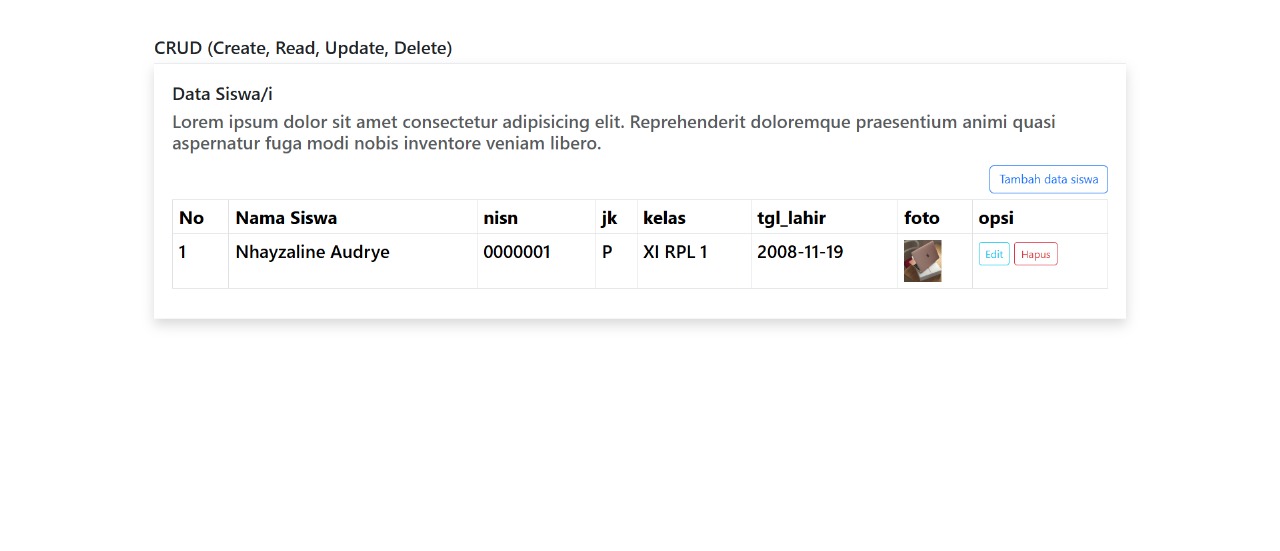 CRUD (Create, Read, Update, Delete)
Data Siswa/i
Lorem ipsum dolor sit amet consectetur adipisicing elit. Reprehenderit doloremque praesentium animi quasi
aspernatur fuga modi nobis inventore veniam libero.
Tambah data siswa
No Nama Siswa nisn jk kelas tgl_lahir foto opsi
1 Nhayzaline Audrye 0000001 P XI RPL 1 2008-11-19 Edit Hapus